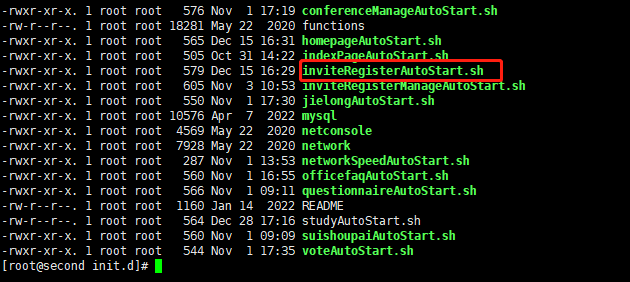 -rwxr-xr-x. 1 root root   576 Nov  1 17:19 conferenceManageAutoStart.sh
-rw-r--r--. 1 root root 18281 May 22  2020 functions
-rwxr-xr-x. 1 root root   565 Dec 15 16:31 homepageAutoStart.sh
-rwxr-xr-x. 1 root root   505 Oct 31 14:22 indexPageAutoStart.sh
-rwxr-xr-x. 1 root root   579 Dec 15 16:29 inviteRegisterAutoStart.sh
-rwxr-xr-x. 1 root root   605 Nov  3 10:53 inviteRegisterManageAutoStart.sh
-rwxr-xr-x. 1 root root   550 Nov  1 17:30 jielongAutoStart.sh
-rwxr-xr-x. 1 root root 10576 Apr  7  2022 mysql
-rwxr-xr-x. 1 root root  4569 May 22  2020 netconsole
-rwxr-xr-x. 1 root root  7928 May 22  2020 network
-rwxr-xr-x. 1 root root   287 Nov  1 13:53 networkSpeedAutoStart.sh
-rwxr-xr-x. 1 root root   560 Nov  1 16:55 officefaqAutoStart.sh
-rwxr-xr-x. 1 root root   566 Nov  1 09:11 questionnaireAutoStart.sh
-rw-r--r--. 1 root root  1160 Jan 14  2022 README
-rw-r--r--. 1 root root   564 Dec 28 17:16 studyAutoStart.sh
-rwxr-xr-x. 1 root root   560 Nov  1 09:09 suishoupaiAutoStart.sh
-rwxr-xr-x. 1 root root   544 Nov  1 17:35 voteAutoStart.sh
[root@second init.d]#